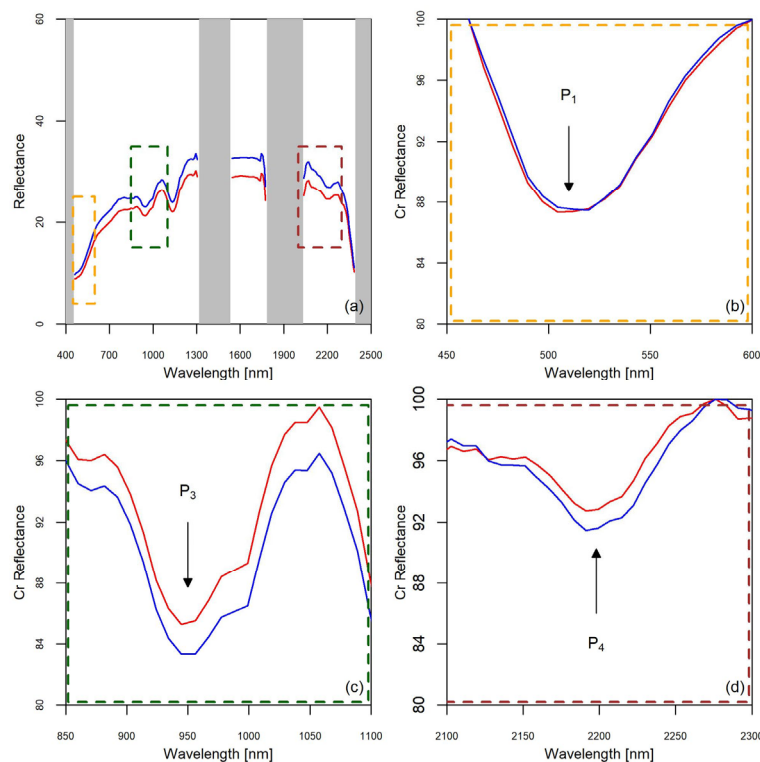 60
40
20
0
Reflectance
(a)
400 700 1000 1300 1600 1900 2200 2500
Wavelength [nm]
100
96
92
88
84
80
Cr Reflectance
P1
(b)
450 500 550 600
Wavelength [nm]
100
96
92
88
84
80
Cr Reflectance
P3
(c)
850 900 950 1000 1050 1100
Wavelength [nm]
100
96
92
88
84
80
Cr Reflectance
P4
(d)
2100 2150 2200 2250 2300
Wavelength [nm]